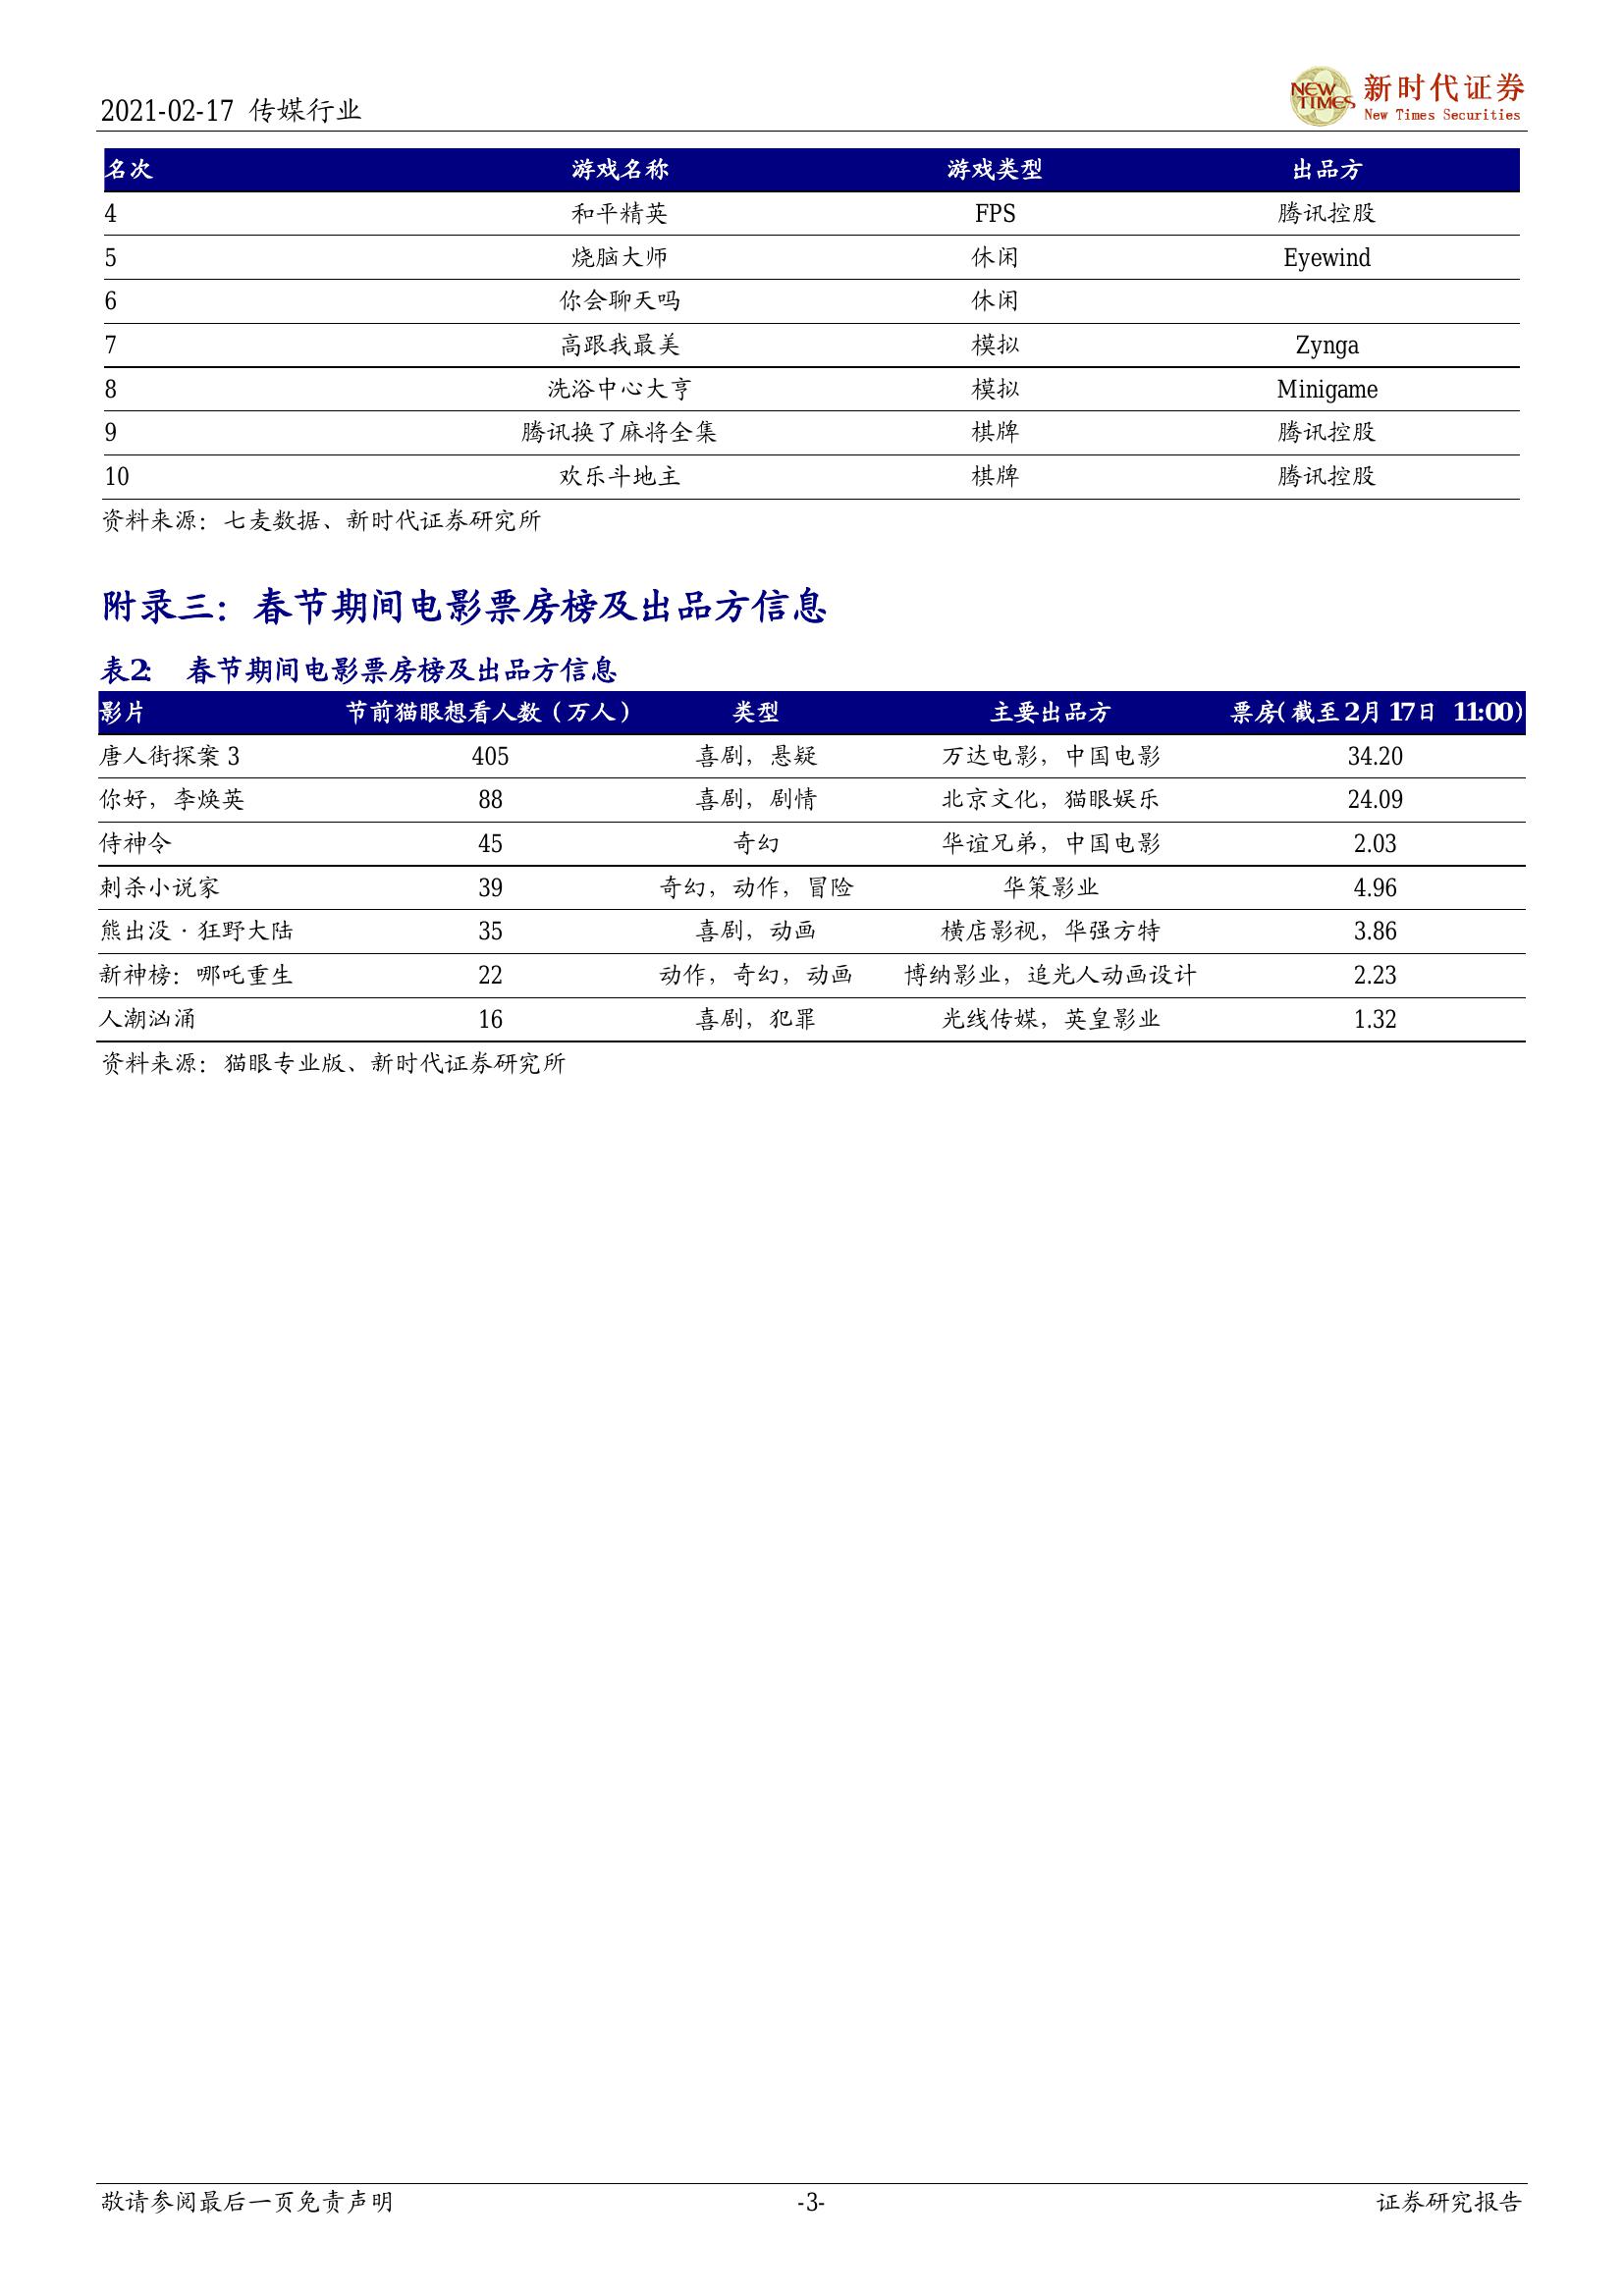 2021-02-17 传媒行业
NEW TIMES 新时代证券
New Times Securities
名次 游戏名称 游戏类型 出品方
4 和平精英 FPS 腾讯控股
5 烧脑大师 休闲 Eyewind
6 你会聊天吗 休闲
7 高跟我最美 模拟 Zynga
8 洗浴中心大亨 模拟 Minigame
9 腾讯换了麻将全集 棋牌 腾讯控股
10 欢乐斗地主 棋牌 腾讯控股
资料来源：七麦数据、新时代证券研究所
附录三：春节期间电影票房榜及出品方信息
表2： 春节期间电影票房榜及出品方信息
影片 节前猫眼想看人数（万人） 类型 主要出品方 票房（截至2月17日 11:00）
唐人街探案 3 405 喜剧，悬疑 万达电影，中国电影 34.20
你好，李焕英 88 喜剧，剧情 北京文化，猫眼娱乐 24.09
侍神令 45 奇幻 华谊兄弟，中国电影 2.03
刺杀小说家 39 奇幻，动作，冒险 华策影业 4.96
熊出没·狂野大陆 35 喜剧，动画 横店影视，华强方特 3.86
新神榜：哪吒重生 22 动作，奇幻，动画 博纳影业，追光人动画设计 2.23
人潮汹涌 16 喜剧，犯罪 光线传媒，英皇影业 1.32
资料来源：猫眼专业版、新时代证券研究所
敬请参阅最后一页免责声明 -3- 证券研究报告